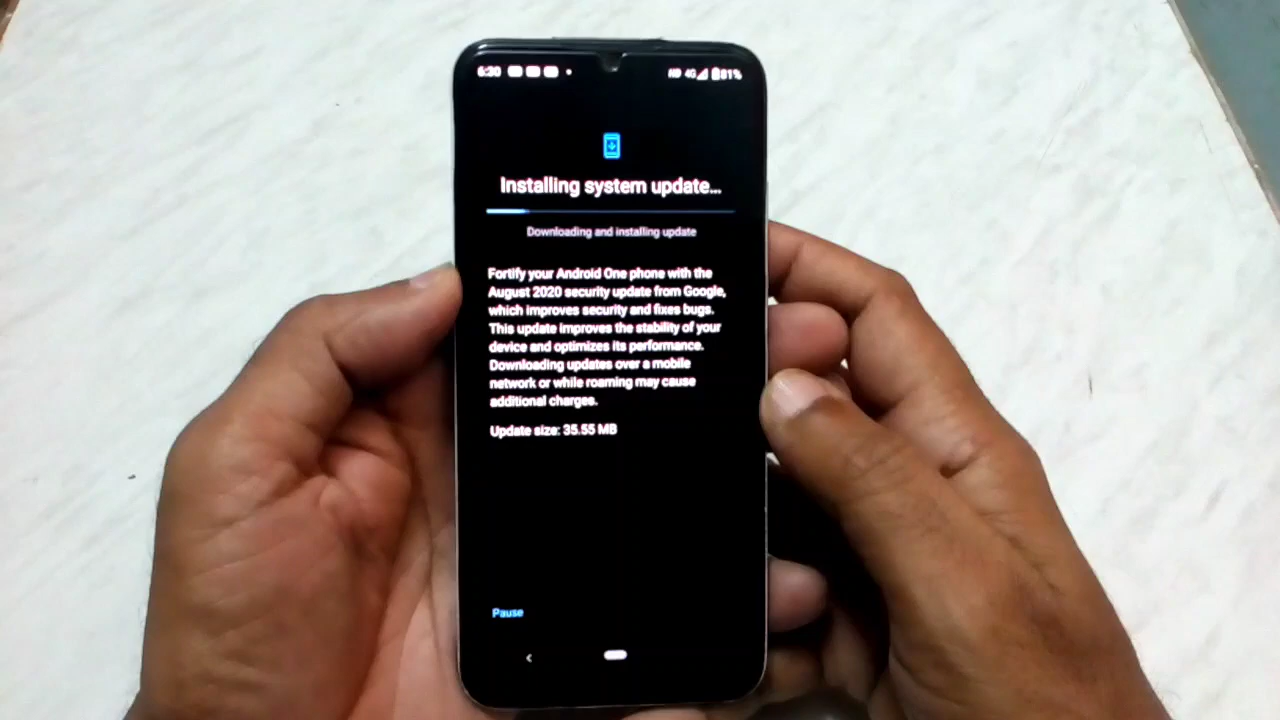 6:30 HD 4G 81%
Installing system update...
Downloading and installing update
Fortify your Android One phone with the
August 2020 security update from Google,
which improves security and fixes bugs.
This update improves the stability of your
device and optimizes its performance.
Downloading updates over a mobile
network or while roaming may cause
additional charges.
Update size: 35.55 MB
Pause